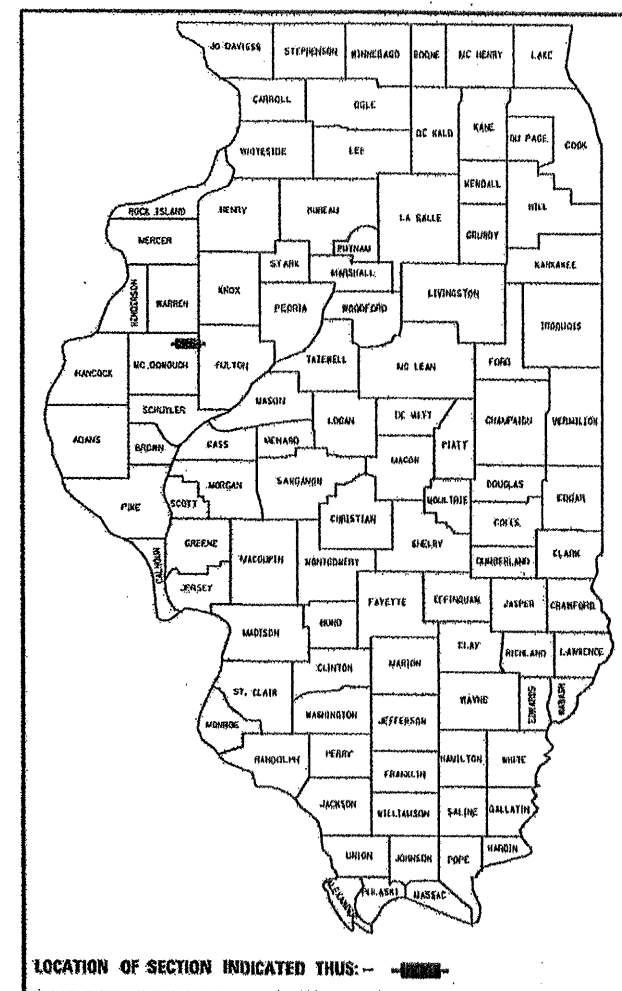 JO DAVIESS STEPHENSON WINNEBAGO BOONE MC HENRY LAKE
CARROLL OGLE
DE KALB KANE DU PAGE COOK
WHITESIDE LEE
KENDALL
ROCK ISLAND HENRY BUREAU LA SALLE WILL
MERCER PUTNAM GRUNDY
STARK MARSHALL KANKAKEE
HENDERSON WARREN KNOX PEORIA WOODFORD LIVINGSTON
IROQUOIS
HANCOCK MC DONOUGH FULTON TAZEWELL MC LEAN FORD
MASON
SCHUYLER LOGAN DE WITT CHAMPAIGN VERMILION
ADAMS BROWN CASS MENARD MACON PIATT
MORGAN SANGAMON DOUGLAS
PIKE SCOTT CHRISTIAN MOULTRIE COLES EDGAR
GREENE MACOUPIN MONTGOMERY SHELBY CUMBERLAND CLARK
CALHOUN JERSEY
FAYETTE EFFINGHAM JASPER CRAWFORD
MADISON BOND
CLAY RICHLAND LAWRENCE
CLINTON MARION
ST. CLAIR WAYNE EDWARDS WABASH
MONROE WASHINGTON JEFFERSON
RANDOLPH PERRY HAMILTON WHITE
FRANKLIN
JACKSON WILLIAMSON SALINE GALLATIN
UNION JOHNSON POPE HARDIN
ALEXANDER PULASKI MASSAC
LOCATION OF SECTION INDICATED THUS:-